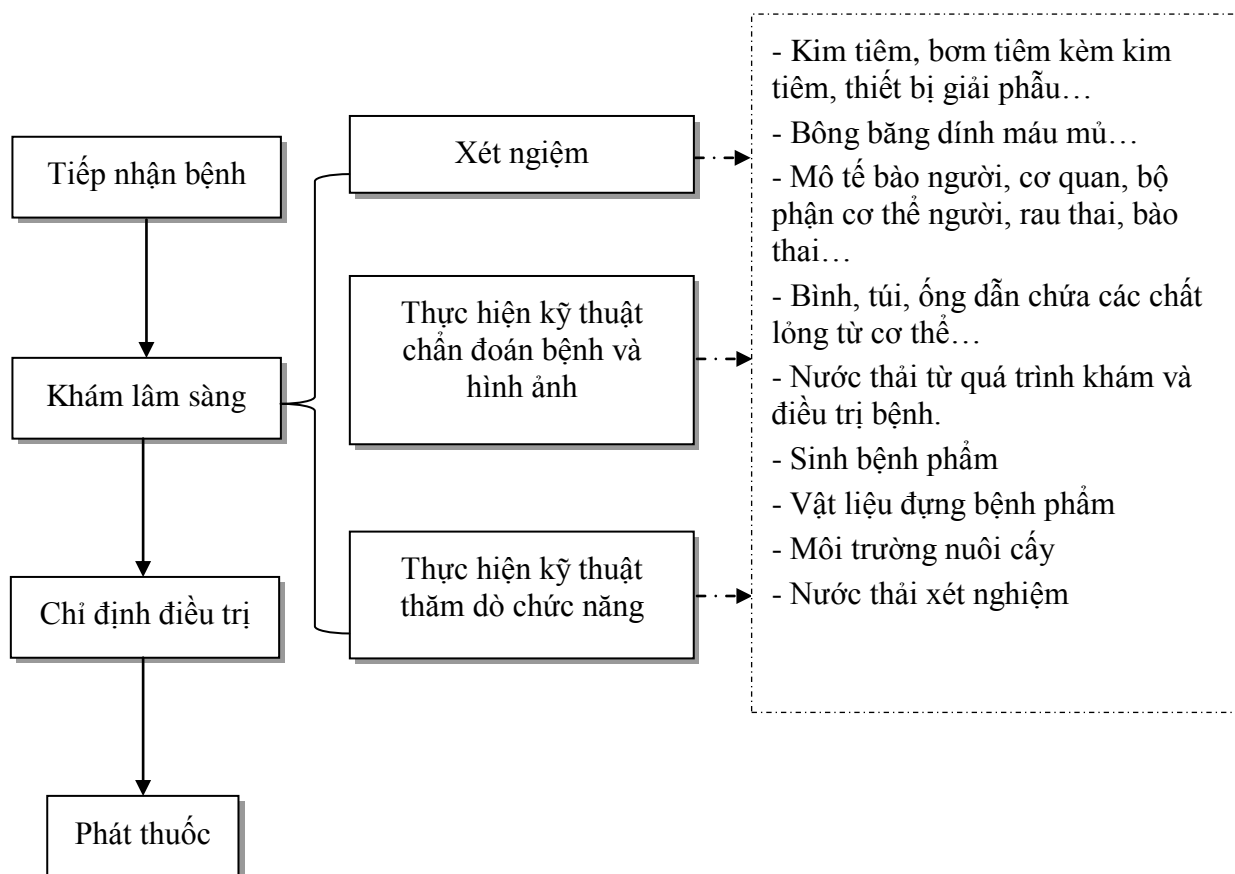 Tiếp nhận bệnh
Khám lâm sàng
Chỉ định điều trị
Phát thuốc
Xét ngiệm
Thực hiện kỹ thuật
chẩn đoán bệnh và
hình ảnh
Thực hiện kỹ thuật
thăm dò chức năng
- Kim tiêm, bơm tiêm kèm kim
tiêm, thiết bị giải phẫu…
- Bông băng dính máu mủ…
- Mô tế bào người, cơ quan, bộ
phận cơ thể người, rau thai, bào
thai…
- Bình, túi, ống dẫn chứa các chất
lỏng từ cơ thể…
- Nước thải từ quá trình khám và
điều trị bệnh.
- Sinh bệnh phẩm
- Vật liệu đựng bệnh phẩm
- Môi trường nuôi cấy
- Nước thải xét nghiệm